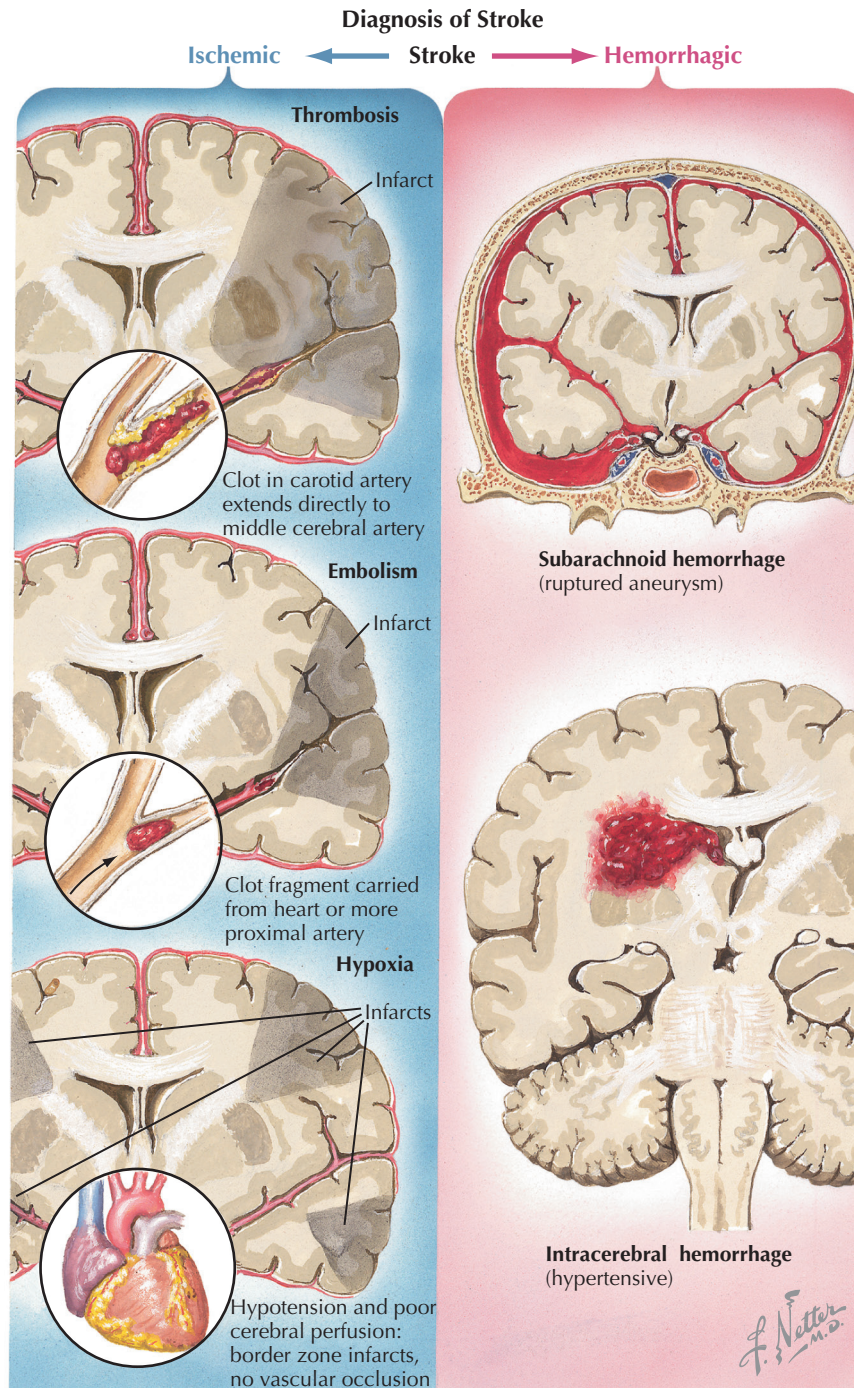 Diagnosis of Stroke
Ischemic Stroke Hemorrhagic
Thrombosis
Infarct
Clot in carotid artery
extends directly to
middle cerebral artery
Embolism
Infarct
Clot fragment carried
from heart or more
proximal artery
Hypoxia
Infarcts
Hypotension and poor
cerebral perfusion:
border zone infarcts,
no vascular occlusion
Subarachnoid hemorrhage
(ruptured aneurysm)
Intracerebral hemorrhage
(hypertensive)
F. Netter
M.D.